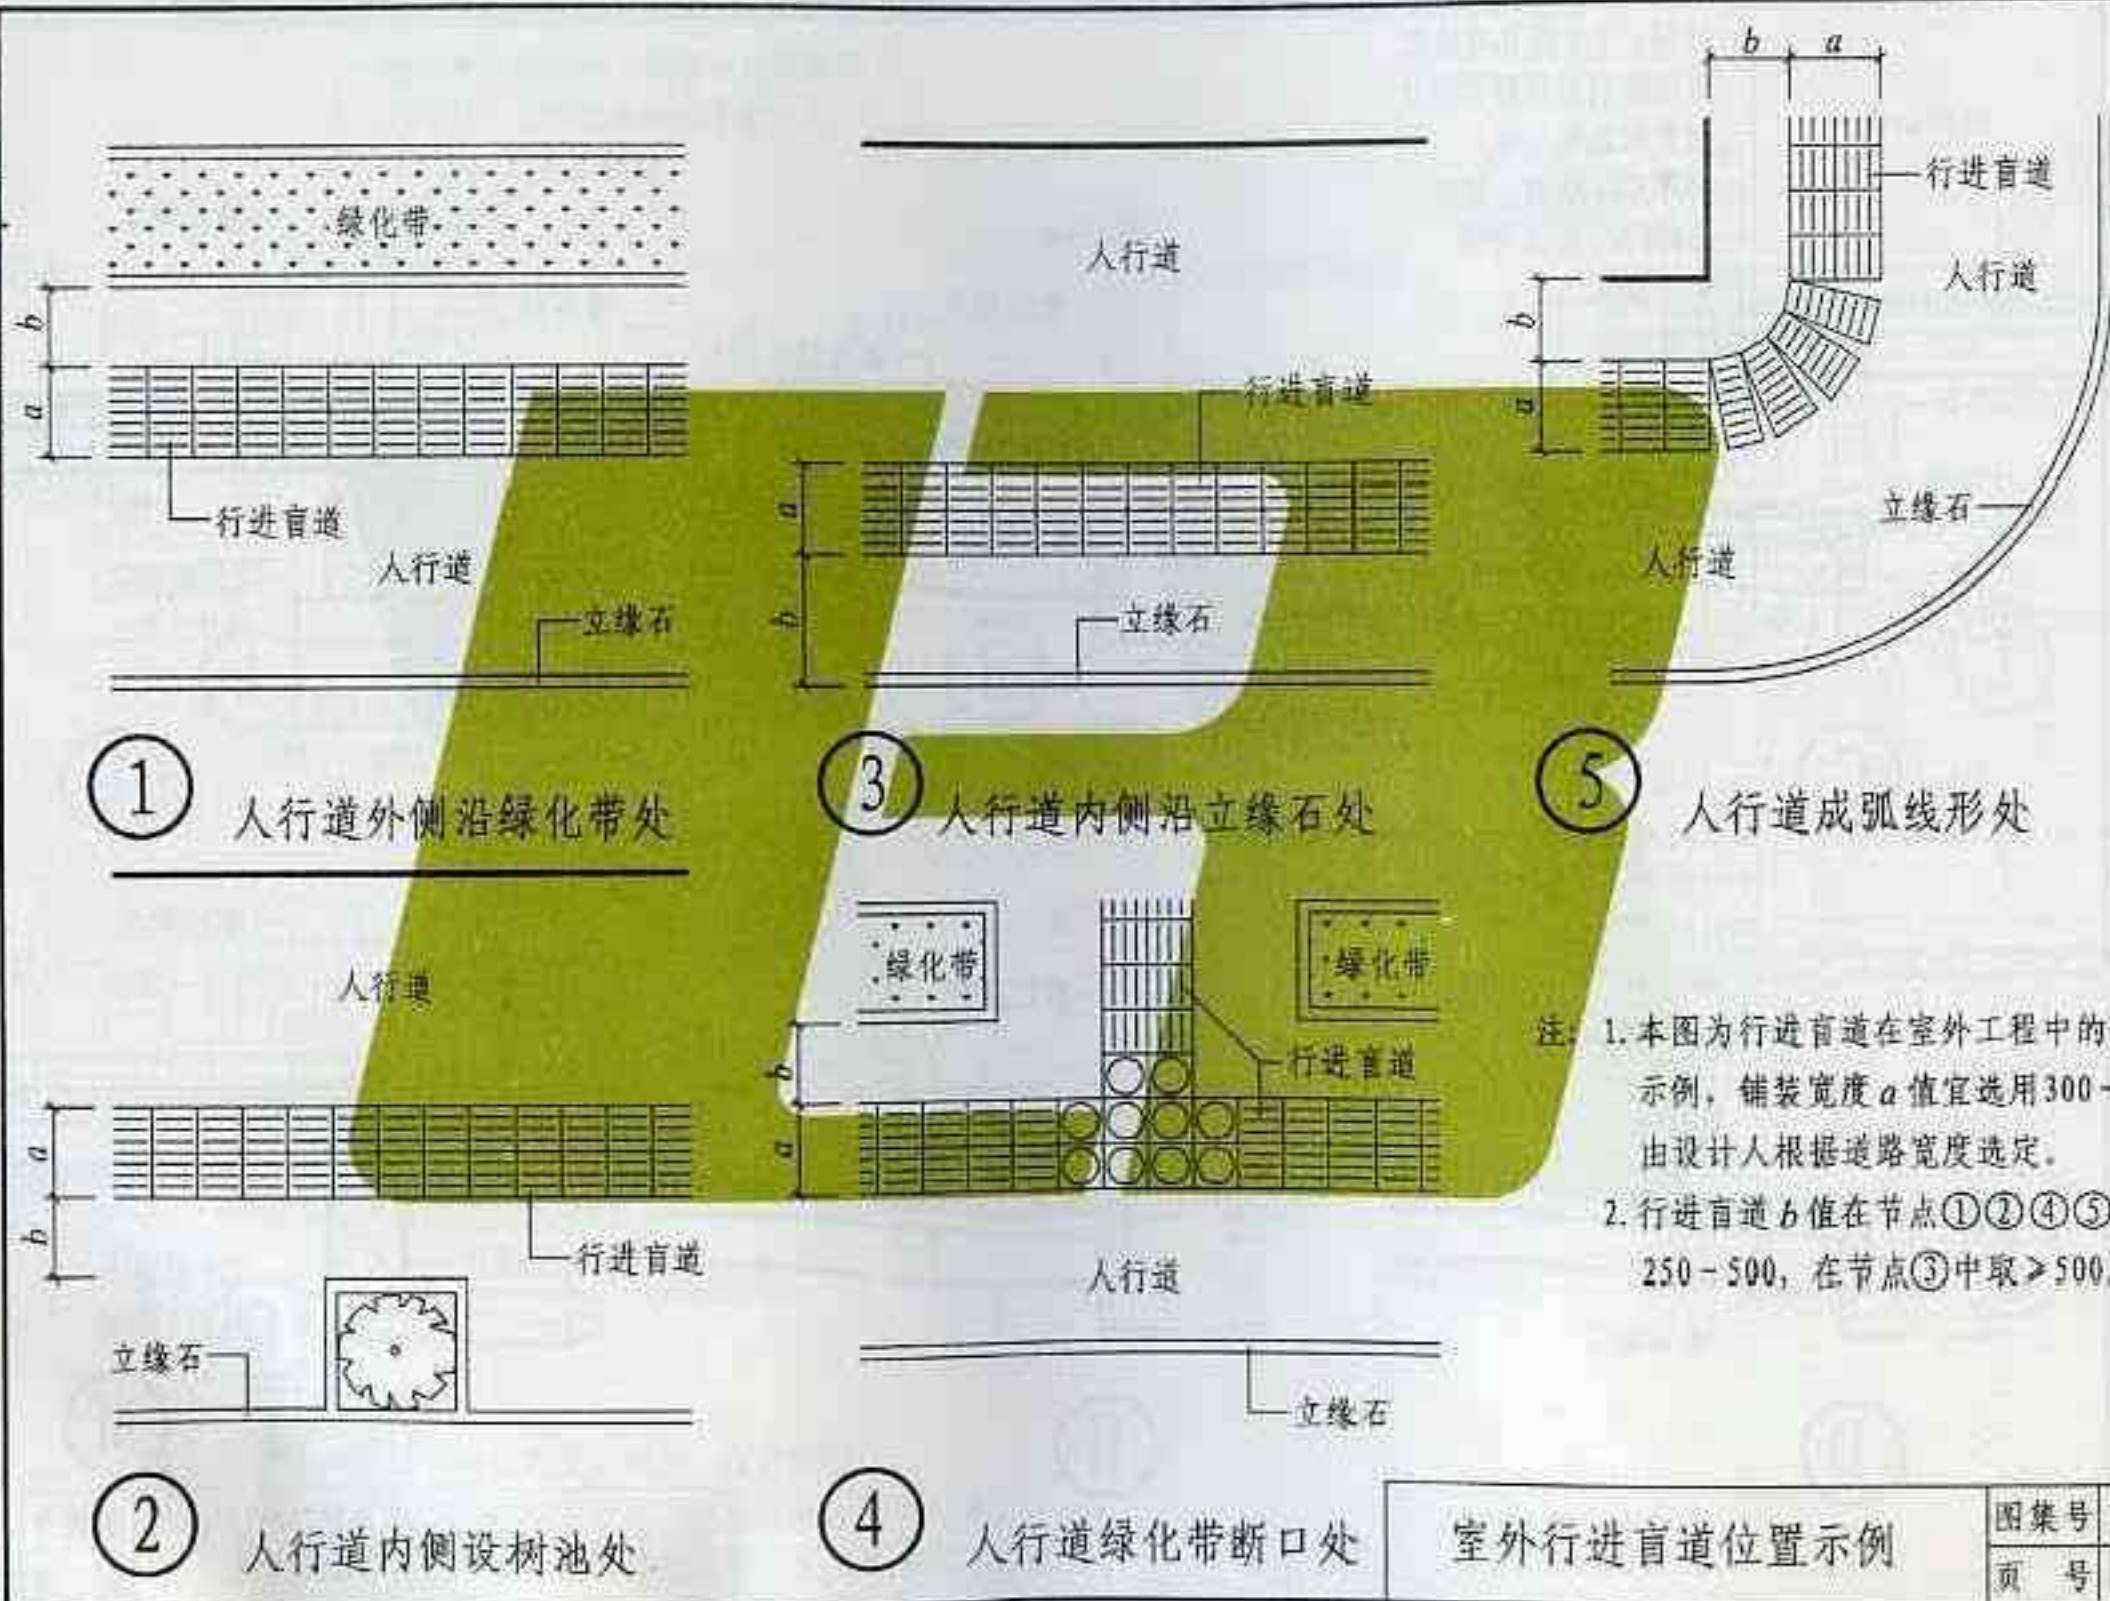 绿化带
b
a
行进盲道
人行道
立缘石
① 人行道外侧沿绿化带处
人行道
行进盲道
a
b
立缘石
③ 人行道内侧沿立缘石处
b a
行进盲道
人行道
b
a
立缘石
人行道
⑤ 人行道成弧线形处
人行道
a
b
行进盲道
立缘石
② 人行道内侧设树池处
绿化带
绿化带
b
a
行进盲道
人行道
立缘石
④ 人行道绿化带断口处
注: 1. 本图为行进盲道在室外工程中的
示例,铺装宽度a值宜选用300-
由设计人根据道路宽度选定。
2. 行进盲道b值在节点①②④⑤
250-500, 在节点③中取≥500
室外行进盲道位置示例
图集号
页 号